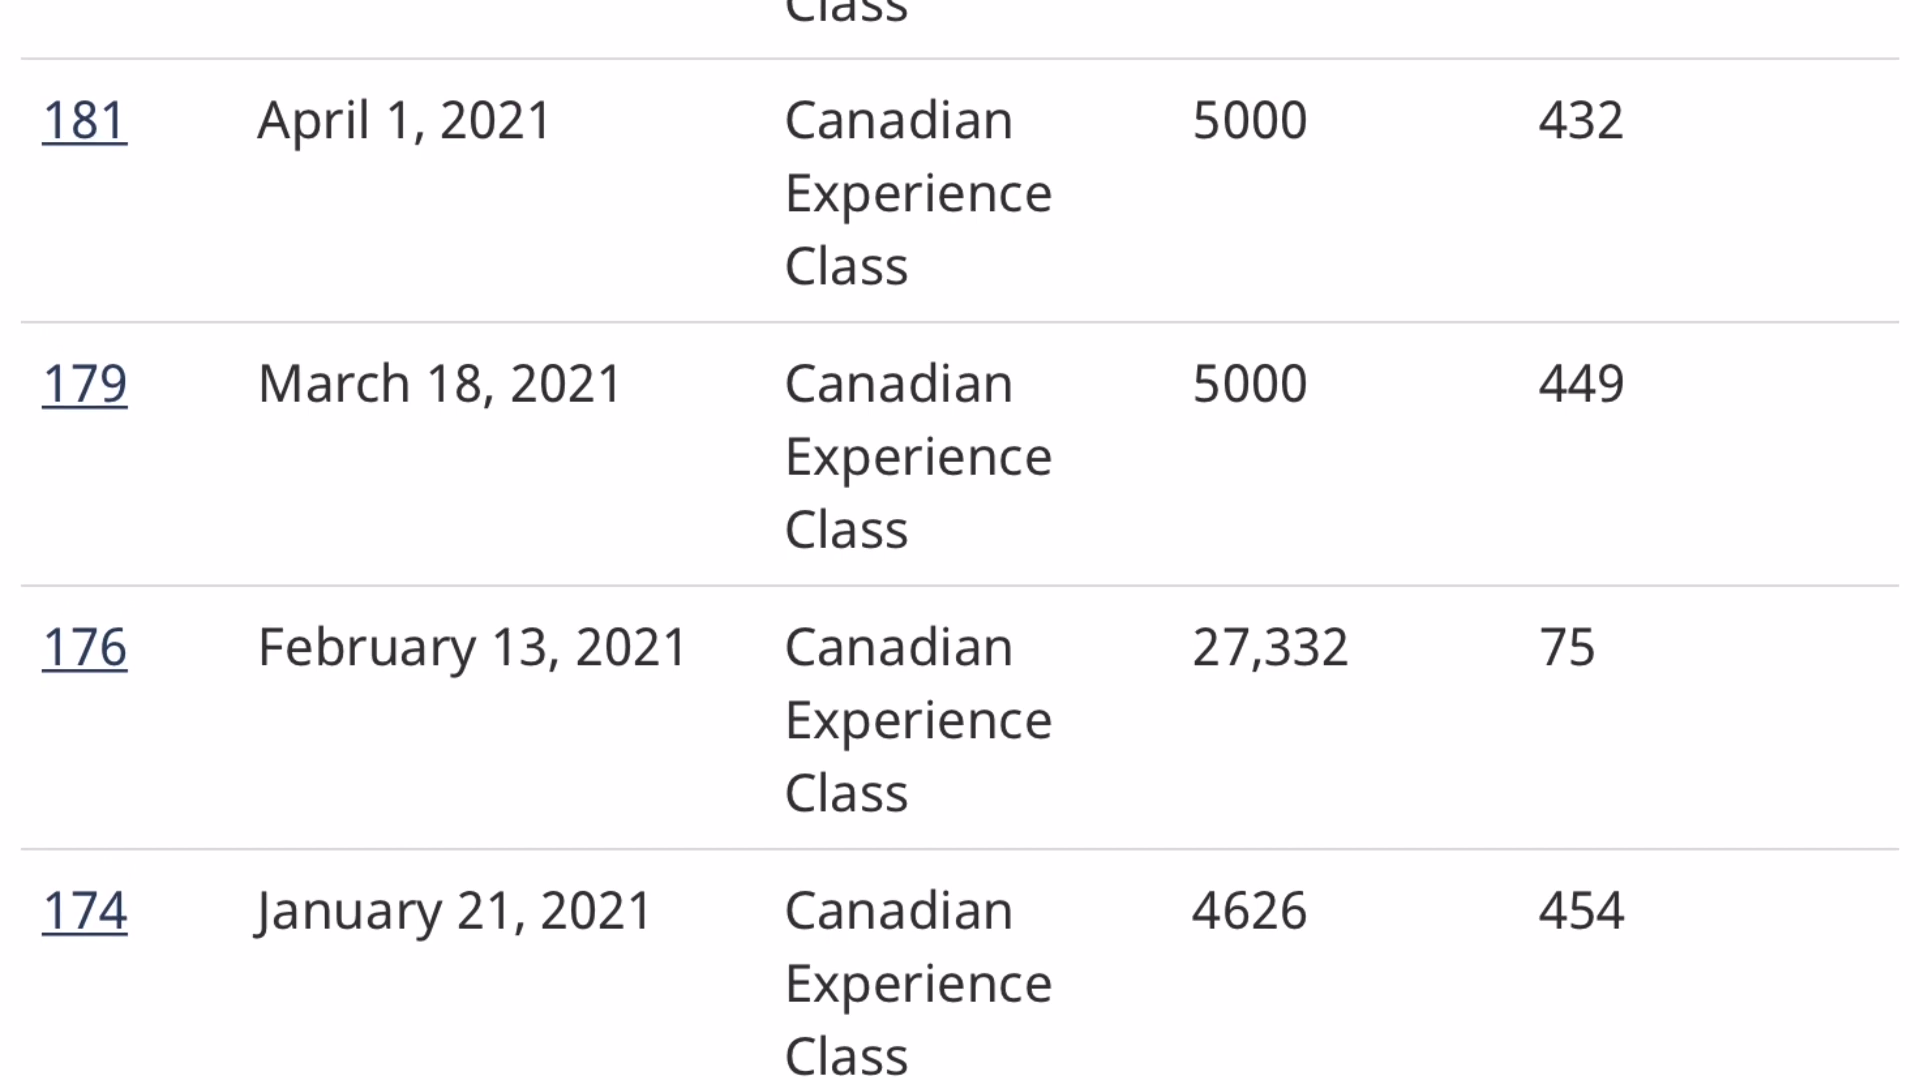 Class
181 April 1, 2021 Canadian 5000 432
Experience
Class
179 March 18, 2021 Canadian 5000 449
Experience
Class
176 February 13, 2021 Canadian 27,332 75
Experience
Class
174 January 21, 2021 Canadian 4626 454
Experience
Class